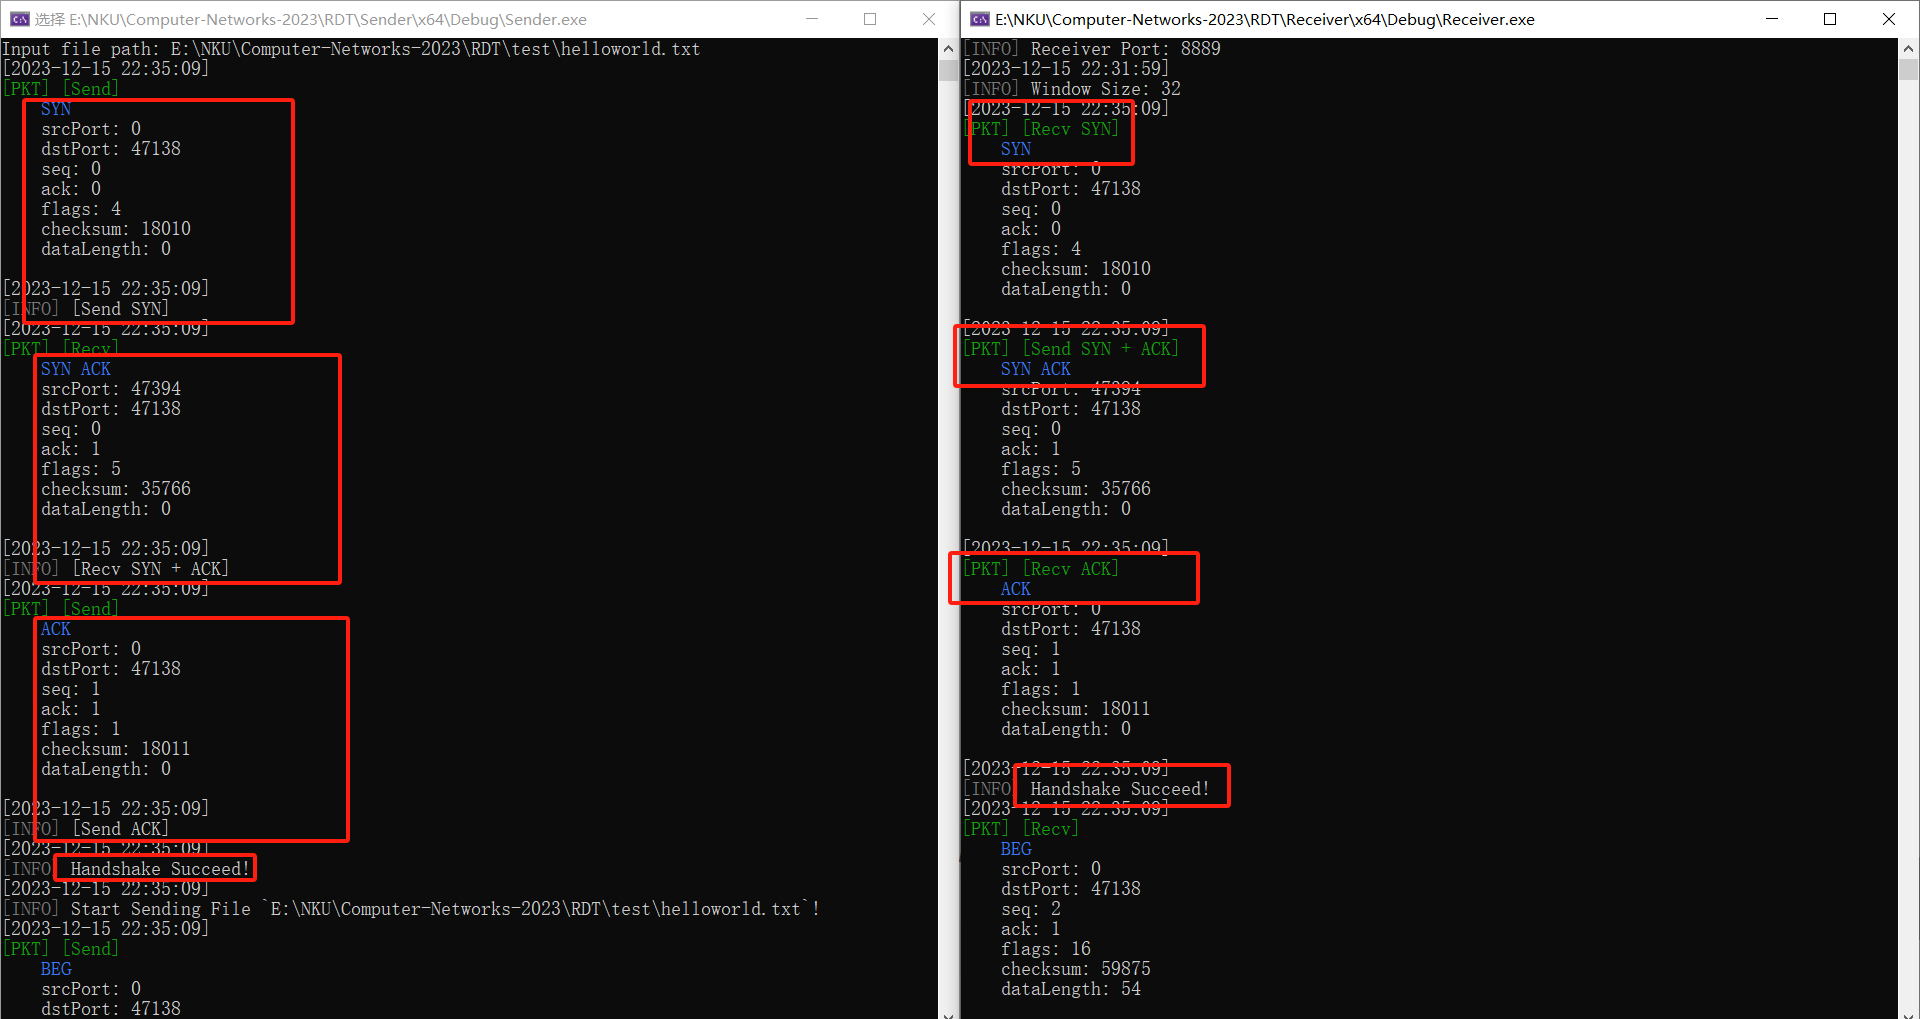 选择 E:\NKU\Computer-Networks-2023\RDT\Sender\x64\Debug\Sender.exe
Input file path: E:\NKU\Computer-Networks-2023\RDT\test\helloworld.txt
[2023-12-15 22:35:09]
[PKT] [Send]
SYN
srcPort: 0
dstPort: 47138
seq: 0
ack: 0
flags: 4
checksum: 18010
dataLength: 0
[2023-12-15 22:35:09]
[INFO] [Send SYN]
[2023-12-15 22:35:09]
[PKT] [Recv]
SYN ACK
srcPort: 47394
dstPort: 47138
seq: 0
ack: 1
flags: 5
checksum: 35766
dataLength: 0
[2023-12-15 22:35:09]
[INFO] [Recv SYN + ACK]
[2023-12-15 22:35:09]
[PKT] [Send]
ACK
srcPort: 0
dstPort: 47138
seq: 1
ack: 1
flags: 1
checksum: 18011
dataLength: 0
[2023-12-15 22:35:09]
[INFO] [Send ACK]
[2023-12-15 22:35:09]
[INFO] Handshake Succeed!
[2023-12-15 22:35:09]
[INFO] Start Sending File `E:\NKU\Computer-Networks-2023\RDT\test\helloworld.txt`!
[2023-12-15 22:35:09]
[PKT] [Send]
BEG
srcPort: 0
dstPort: 47138
E:\NKU\Computer-Networks-2023\RDT\Receiver\x64\Debug\Receiver.exe
[INFO] Receiver Port: 8889
[2023-12-15 22:31:59]
[INFO] Window Size: 32
[2023-12-15 22:35:09]
[PKT] [Recv SYN]
SYN
srcPort: 0
dstPort: 47138
seq: 0
ack: 0
flags: 4
checksum: 18010
dataLength: 0
[2023-12-15 22:35:09]
[PKT] [Send SYN + ACK]
SYN ACK
srcPort: 47394
dstPort: 47138
seq: 0
ack: 1
flags: 5
checksum: 35766
dataLength: 0
[2023-12-15 22:35:09]
[PKT] [Recv ACK]
ACK
srcPort: 0
dstPort: 47138
seq: 1
ack: 1
flags: 1
checksum: 18011
dataLength: 0
[2023-12-15 22:35:09]
[INFO] Handshake Succeed!
[2023-12-15 22:35:09]
[PKT] [Recv]
BEG
srcPort: 0
dstPort: 47138
seq: 2
ack: 1
flags: 16
checksum: 59875
dataLength: 54